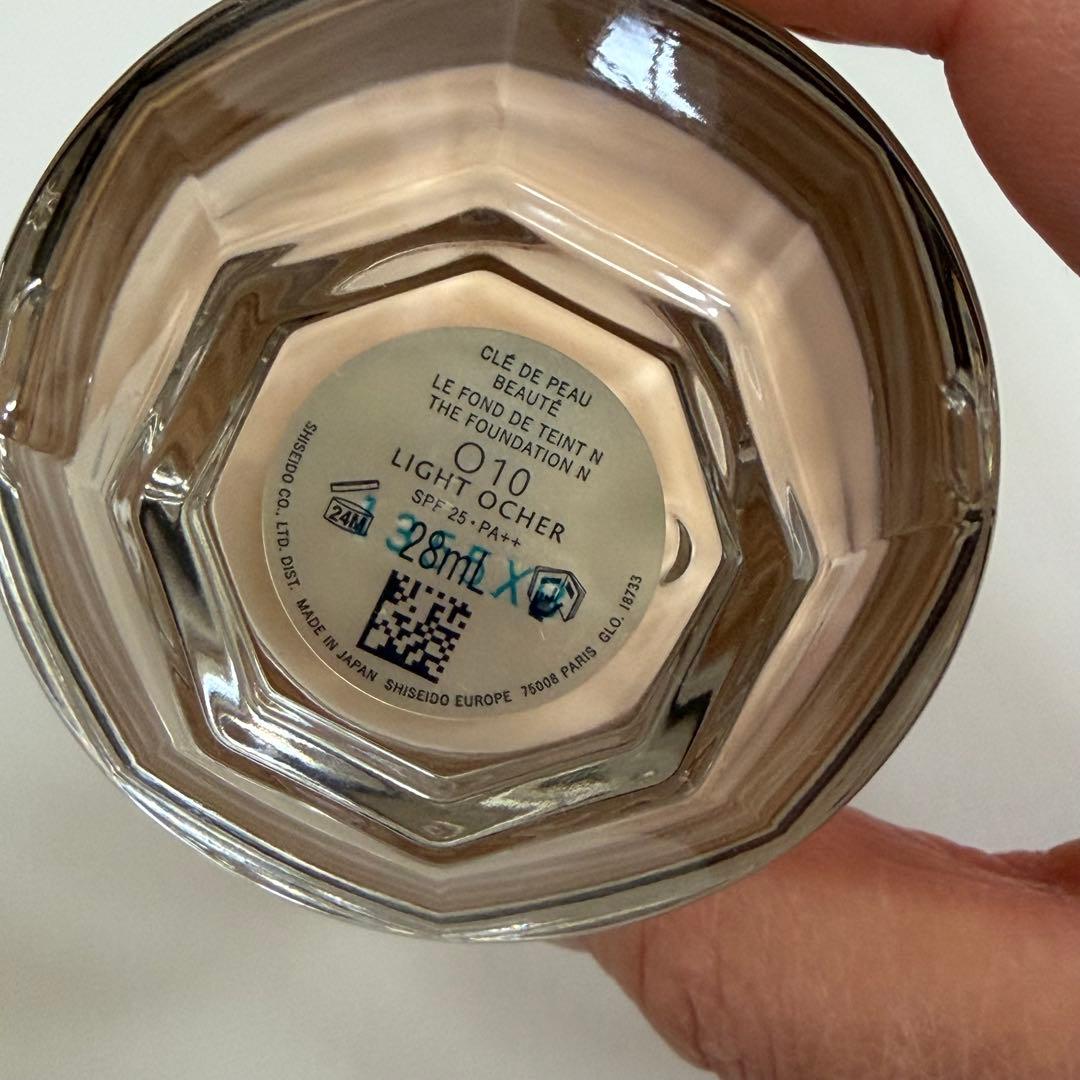 CLÉ DE PEAU
BEAUTÉ
LE FOND DE TEINT N
THE FOUNDATION N
O10
LIGHT OCHER
SPF 25・PA++
24M
28mL
SHISEIDO CO., LTD. DIST. MADE IN JAPAN SHISEIDO EUROPE 75008 PARIS GLO. 18733